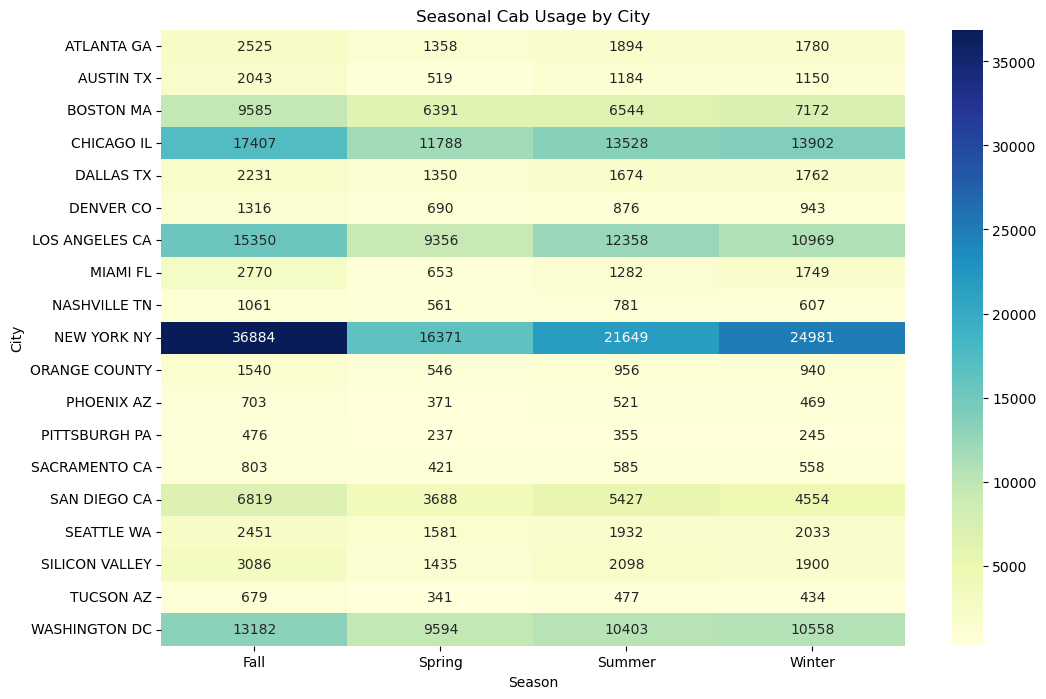 Seasonal Cab Usage by City
ATLANTA GA 2525 1358 1894 1780
AUSTIN TX 2043 519 1184 1150
BOSTON MA 9585 6391 6544 7172
CHICAGO IL 17407 11788 13528 13902
DALLAS TX 2231 1350 1674 1762
DENVER CO 1316 690 876 943
LOS ANGELES CA 15350 9356 12358 10969
MIAMI FL 2770 653 1282 1749
NASHVILLE TN 1061 561 781 607
NEW YORK NY 36884 16371 21649 24981
ORANGE COUNTY 1540 546 956 940
PHOENIX AZ 703 371 521 469
PITTSBURGH PA 476 237 355 245
SACRAMENTO CA 803 421 585 558
SAN DIEGO CA 6819 3688 5427 4554
SEATTLE WA 2451 1581 1932 2033
SILICON VALLEY 3086 1435 2098 1900
TUCSON AZ 679 341 477 434
WASHINGTON DC 13182 9594 10403 10558
Fall Spring Summer Winter
Season
City
35000
30000
25000
20000
15000
10000
5000